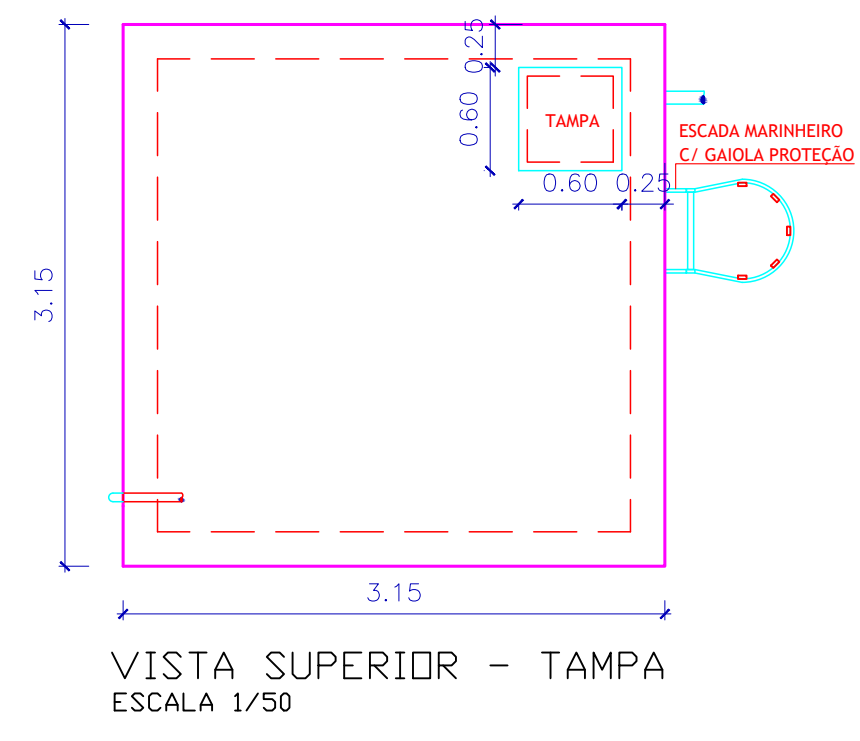 0.25
0.60
TAMPA
ESCADA MARINHEIRO
C/ GAIOLA PROTEÇÃO
0.60 0.25
3.15
3.15
VISTA SUPERIOR - TAMPA
ESCALA 1/50